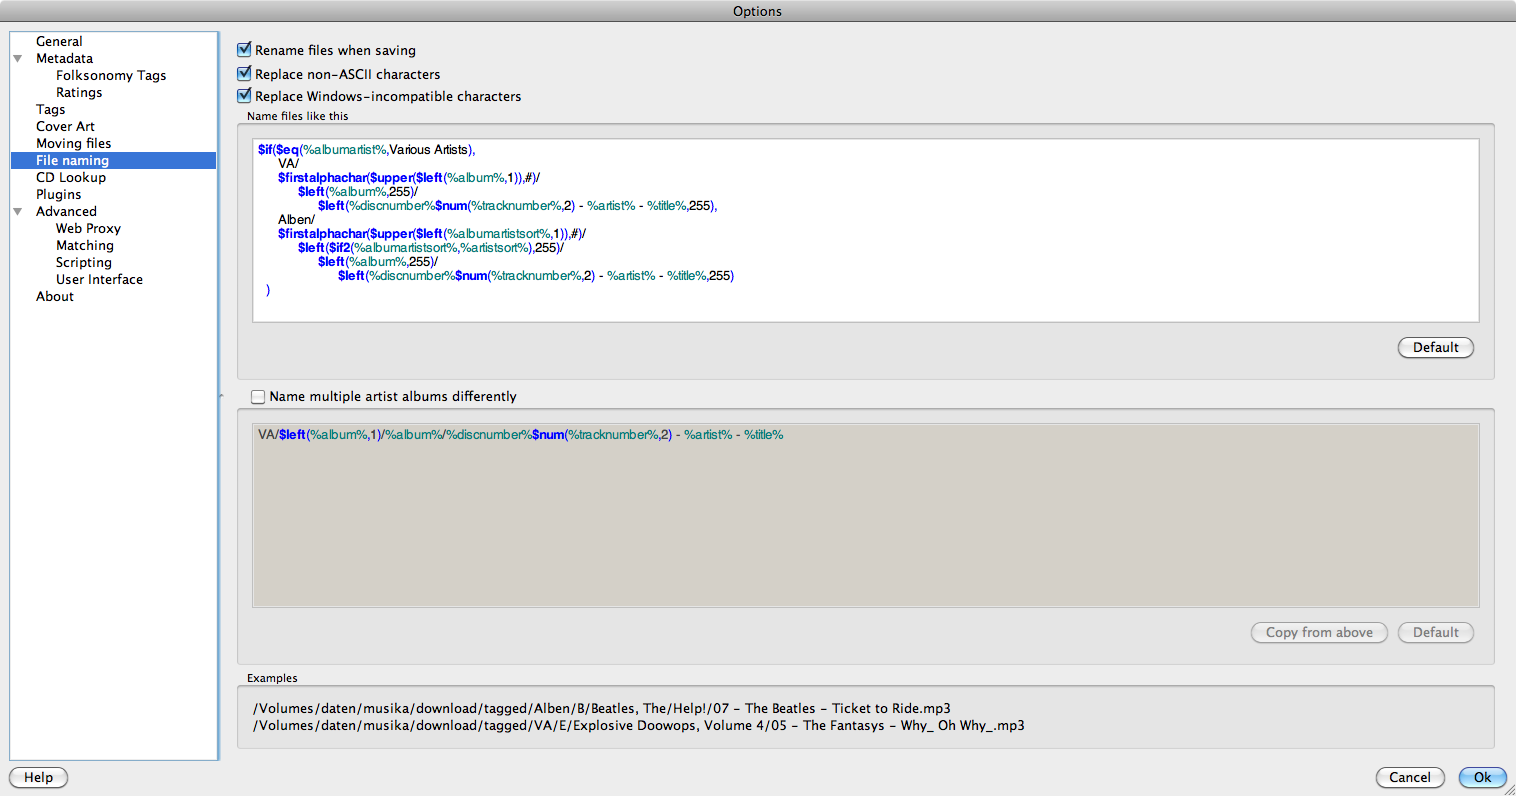 Options
General
Metadata
Folksonomy Tags
Ratings
Tags
Cover Art
Moving files
File naming
CD Lookup
Plugins
Advanced
Web Proxy
Matching
Scripting
User Interface
About
Rename files when saving
Replace non-ASCII characters
Replace Windows-incompatible characters
Name files like this
$if($eq(%albumartist%,Various Artists),
VA/
$firstalphachar($upper($left(%album%,1)),#)/
$left(%album%,255)/
$left(%discnumber%$num(%tracknumber%,2) - %artist% - %title%,255),
Alben/
$firstalphachar($upper($left(%albumartistsort%,1)),#)/
$left($if2(%albumartistsort%,%artistsort%),255)/
$left(%album%,255)/
$left(%discnumber%$num(%tracknumber%,2) - %artist% - %title%,255)
)
Default
Name multiple artist albums differently
VA/$left(%album%,1)/%album%/%discnumber%$num(%tracknumber%,2) - %artist% - %title%
Copy from above
Default
Examples
/Volumes/daten/musika/download/tagged/Alben/B/Beatles, The/Help!/07 - The Beatles - Ticket to Ride.mp3
/Volumes/daten/musika/download/tagged/VA/E/Explosive Doowops, Volume 4/05 - The Fantasys - Why_ Oh Why_.mp3
Help
Cancel
Ok